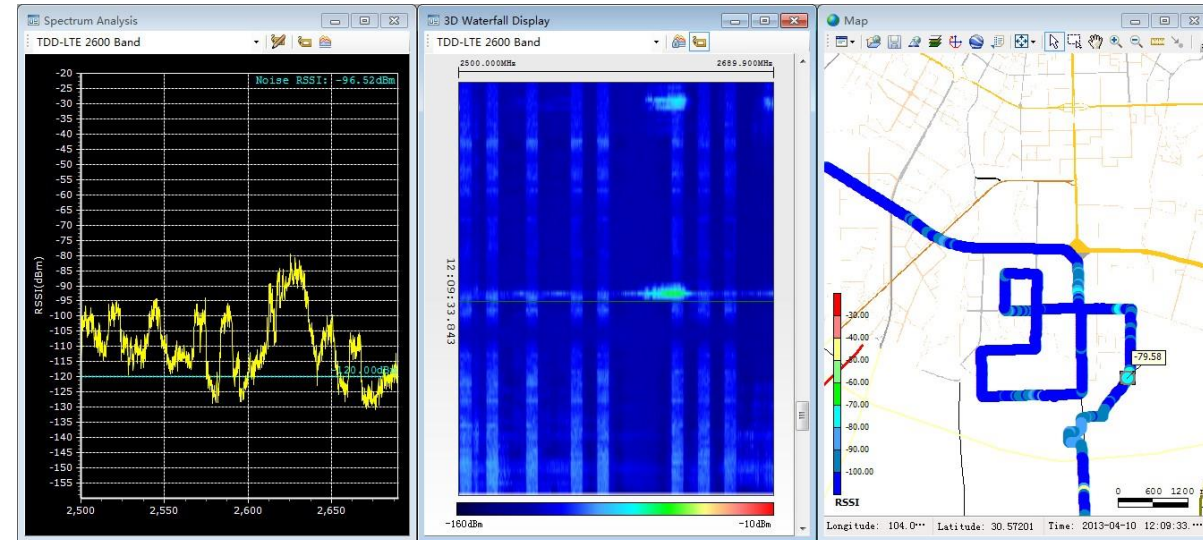 Spectrum Analysis
TDD-LTE 2600 Band
Noise RSSI: -96.52dBm
-20
-25
-30
-35
-40
-45
-50
-55
-60
-65
-70
-75
-80
-85
-90
-95
-100
-105
-110
-115
-120
-125
-130
-135
-140
-145
-150
-155
RSSI(dBm)
-120.00dBm
2,500
2,550
2,600
2,650
3D Waterfall Display
TDD-LTE 2600 Band
2500.000MHz
2689.900MHz
12:09:33.843
-160dBm
-10dBm
Map
-79.58
-30.00
-40.00
-50.00
-60.00
-70.00
-80.00
-90.00
-100.00
RSSI
0 600 1200
Longitude: 104.0··· Latitude: 30.57201 Time: 2013-04-10 12:09:33.···